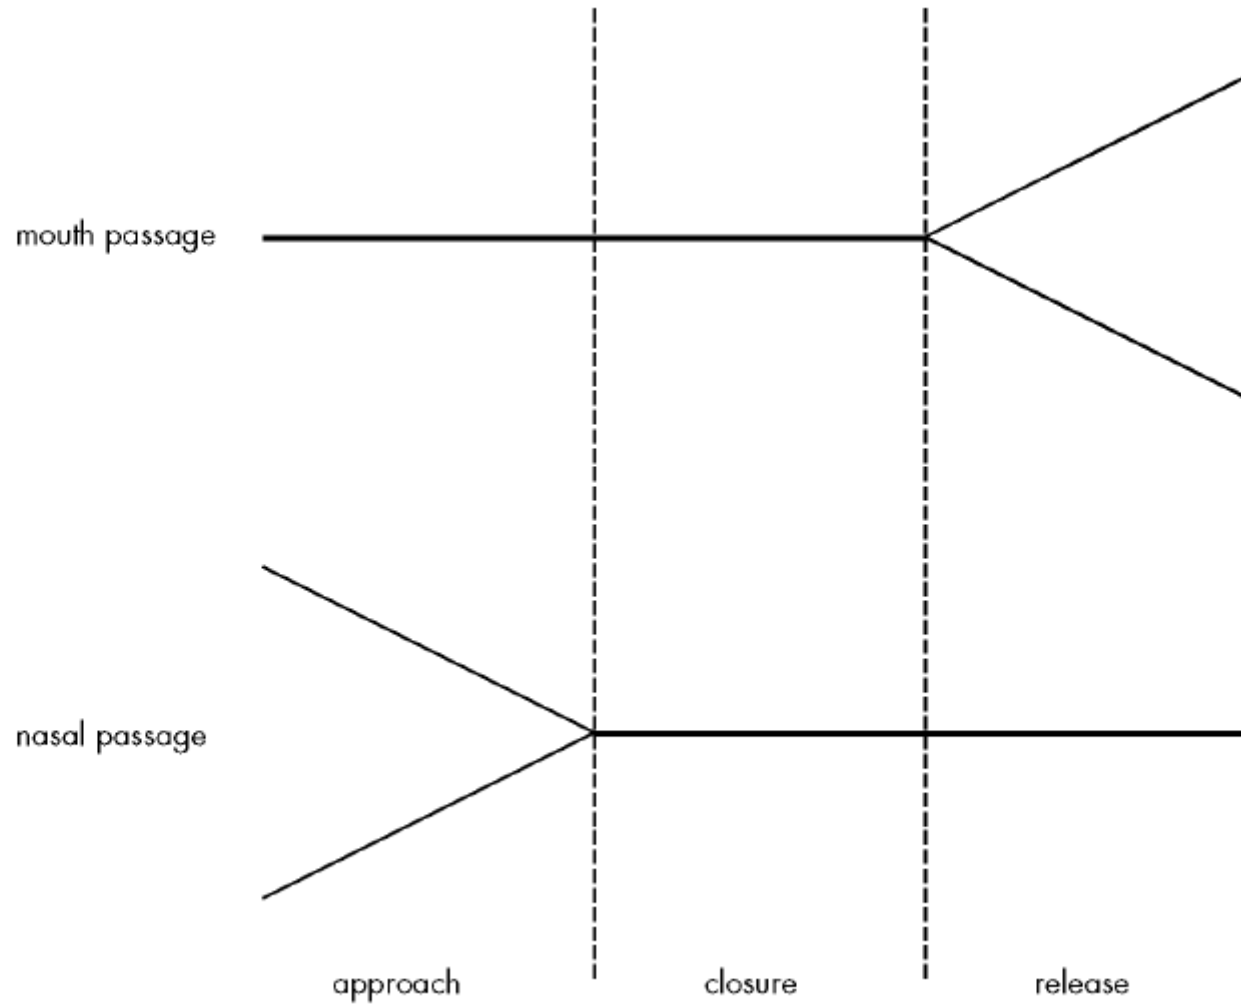 mouth passage
nasal passage
approach
closure
release